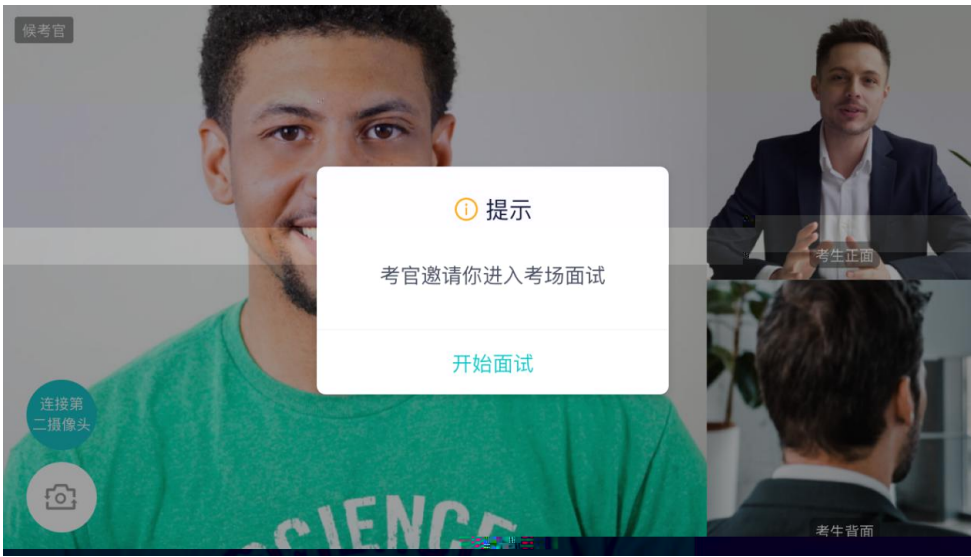 候考官
提示
考官邀请你进入考场面试
开始面试
考生正面
连接第
二摄像头
SCIENCE
考生背面